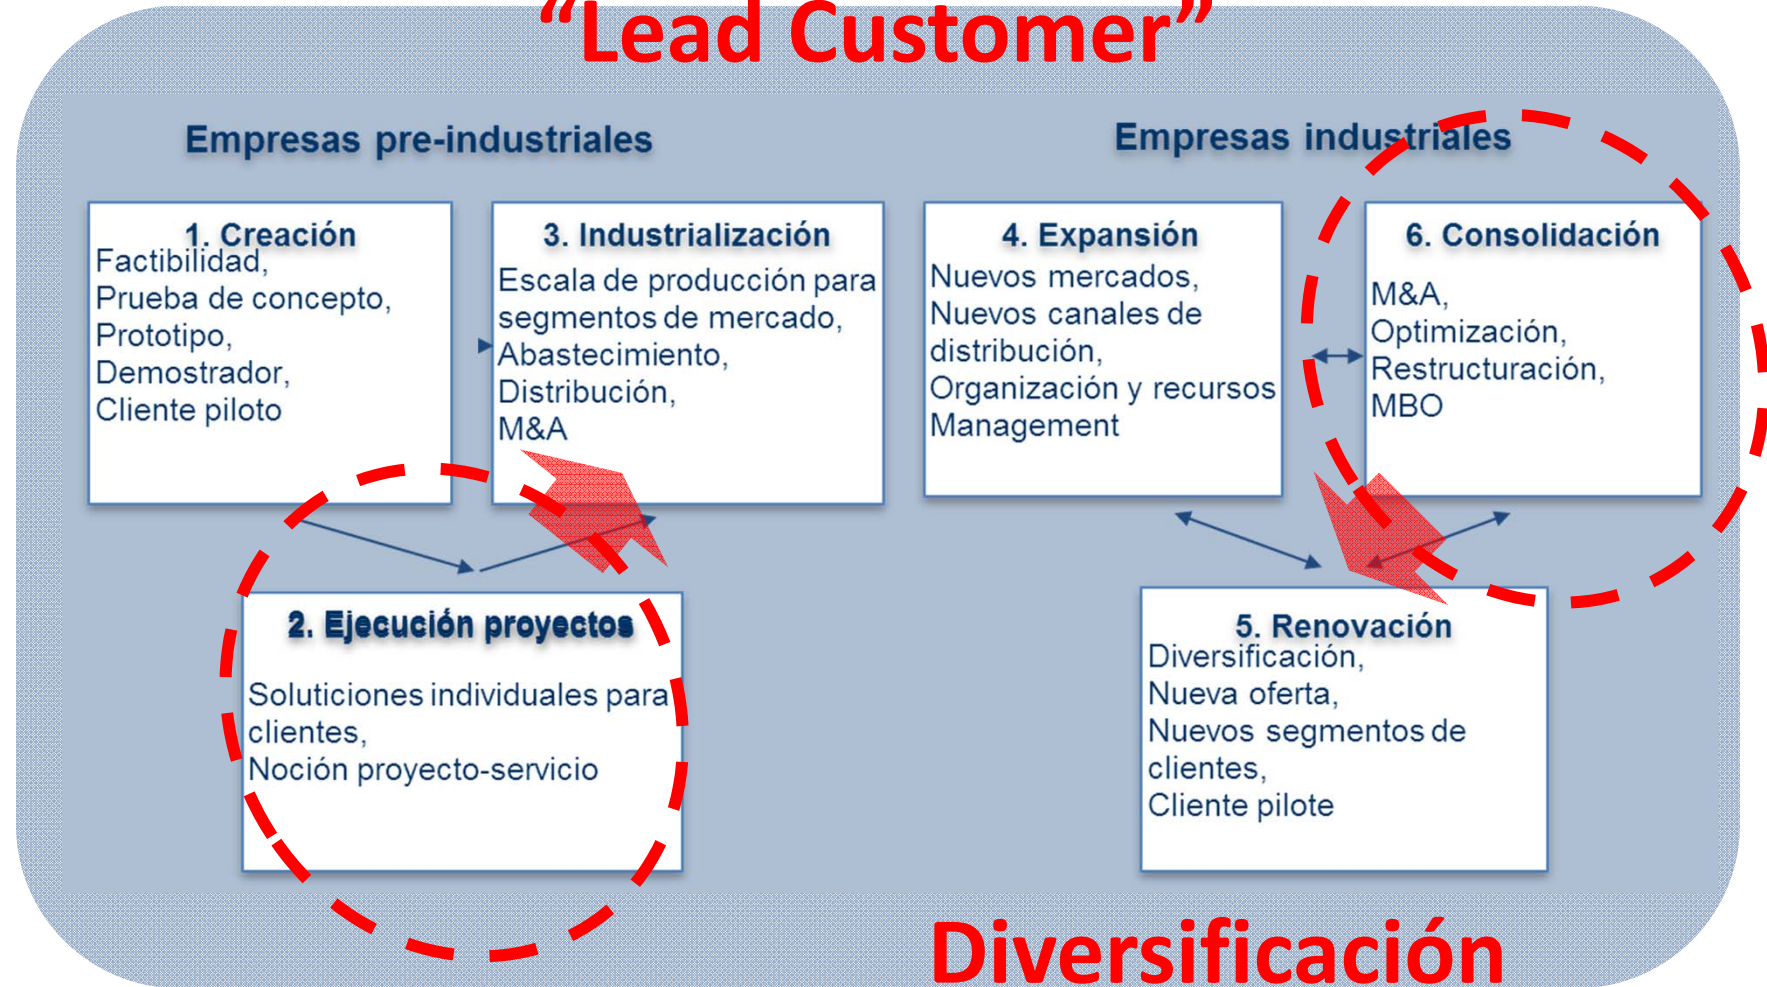 “Lead Customer”
Empresas pre-industriales
Empresas industriales
1. Creación
Factibilidad,
Prueba de concepto,
Prototipo,
Demostrador,
Cliente piloto
3. Industrialización
Escala de producción para
segmentos de mercado,
Abastecimiento,
Distribución,
M&A
4. Expansión
Nuevos mercados,
Nuevos canales de
distribución,
Organización y recursos
Management
6. Consolidación
M&A,
Optimización,
Restructuración,
MBO
2. Ejecución proyectos
Soluticiones individuales para
clientes,
Noción proyecto-servicio
5. Renovación
Diversificación,
Nueva oferta,
Nuevos segmentos de
clientes,
Cliente pilote
Diversificación